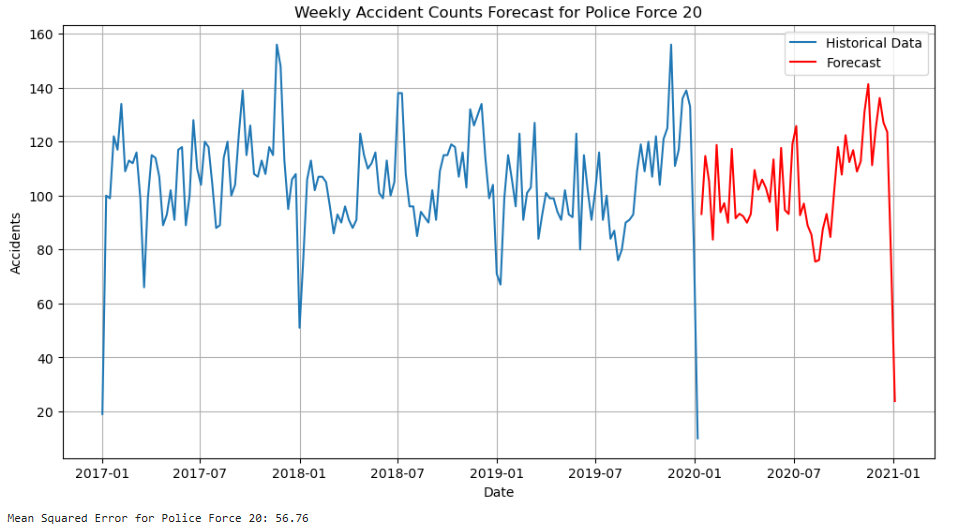 Weekly Accident Counts Forecast for Police Force 20
Historical Data
Forecast
160
140
120
100
80
60
40
20
Accidents
2017-01 2017-07 2018-01 2018-07 2019-01 2019-07 2020-01 2020-07 2021-01
Date
Mean Squared Error for Police Force 20: 56.76